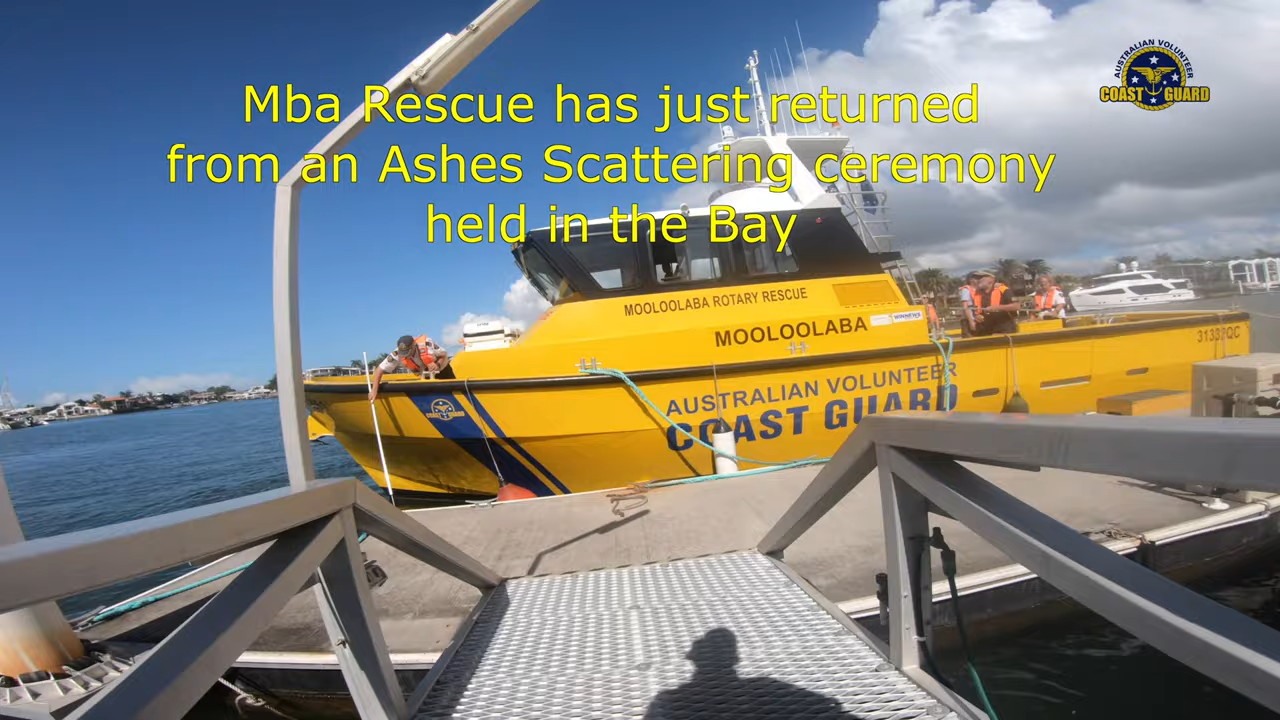 Mba Rescue has just returned
from an Ashes Scattering ceremony
held in the Bay
AUSTRALIAN VOLUNTEER
COAST GUARD
MOOLOOLABA ROTARY RESCUE
MOOLOOLABA
AUSTRALIAN VOLUNTEER
COAST GUARD